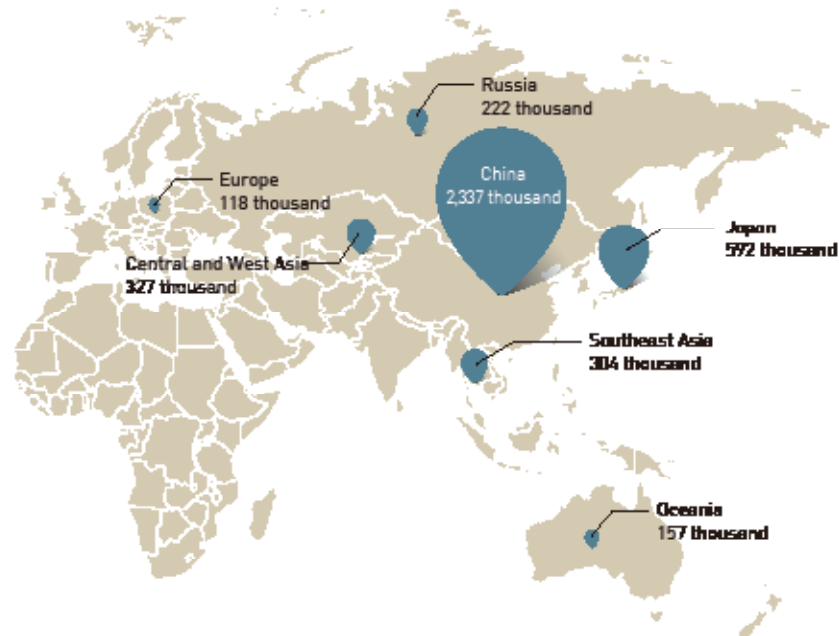 Russia
222 thousand
China
2,337 thousand
Europe
118 thousand
Japan
592 thousand
Central and West Asia
327 thousand
Southeast Asia
304 thousand
Oceania
157 thousand